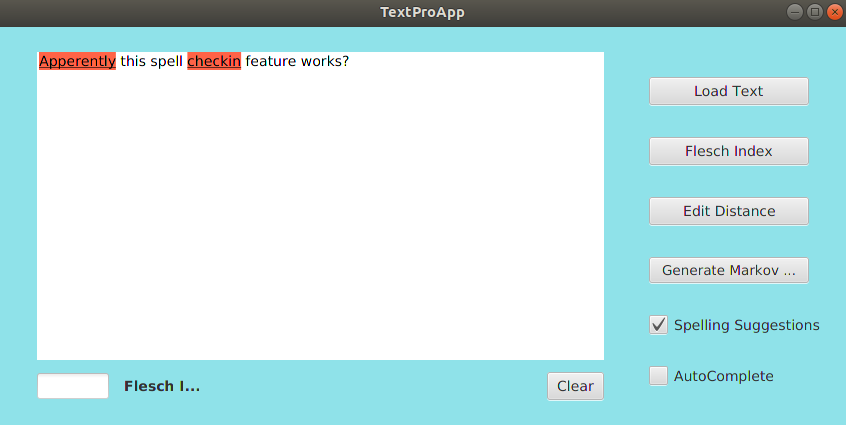 TextProApp
Apperently this spell checkin feature works?
Load Text
Flesch Index
Edit Distance
Generate Markov ...
Spelling Suggestions
AutoComplete
Flesch I...
Clear